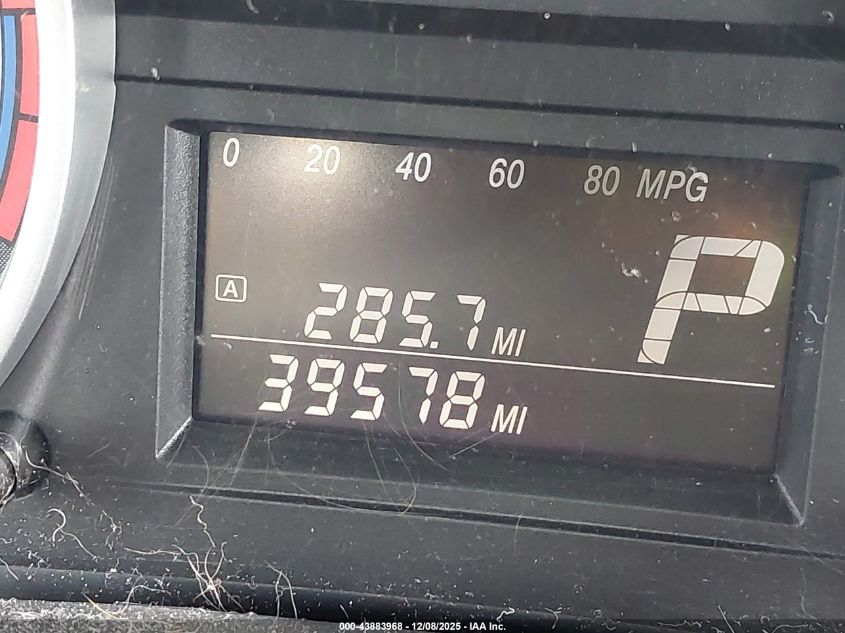 0 20 40 60 80 MPG
P
A 285.7 MI
39578 MI
000-43883968 - 12/08/2025 - IAA Inc.